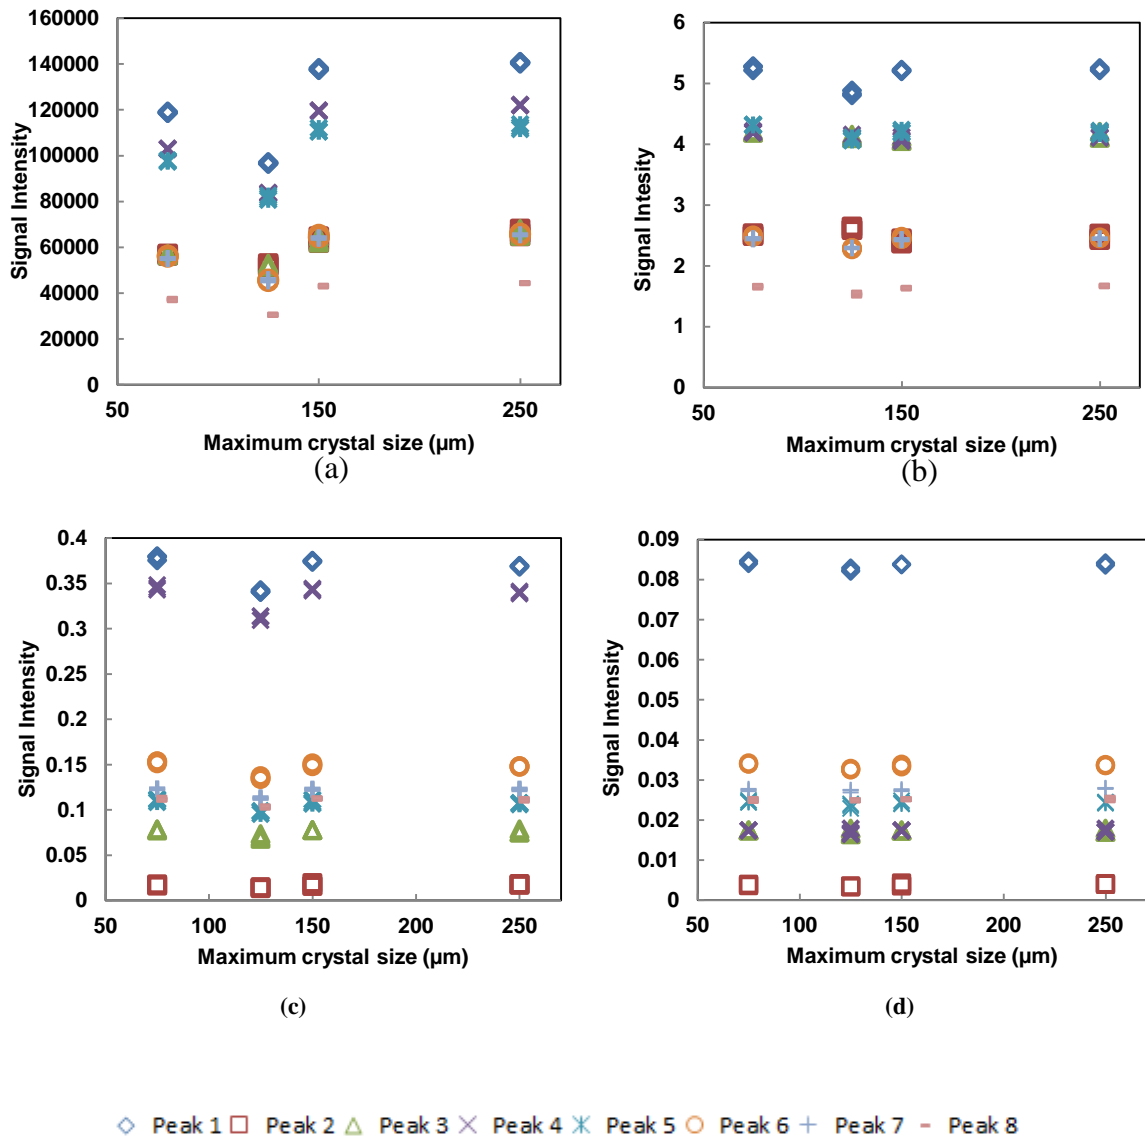 160000
140000
120000
100000
80000
60000
40000
20000
0
Signal Intensity
50 150 250
Maximum crystal size (µm)
(a)
6
5
4
3
2
1
0
Signal Intesity
50 150 250
Maximum crystal size (µm)
(b)
0.4
0.35
0.3
0.25
0.2
0.15
0.1
0.05
0
Signal Intensity
50 100 150 200 250
Maximum crystal size (µm)
(c)
0.09
0.08
0.07
0.06
0.05
0.04
0.03
0.02
0.01
0
Signal Intensity
50 100 150 200 250
Maximum crystal size (µm)
(d)
Peak 1 Peak 2 Peak 3 Peak 4 Peak 5 Peak 6 Peak 7 Peak 8